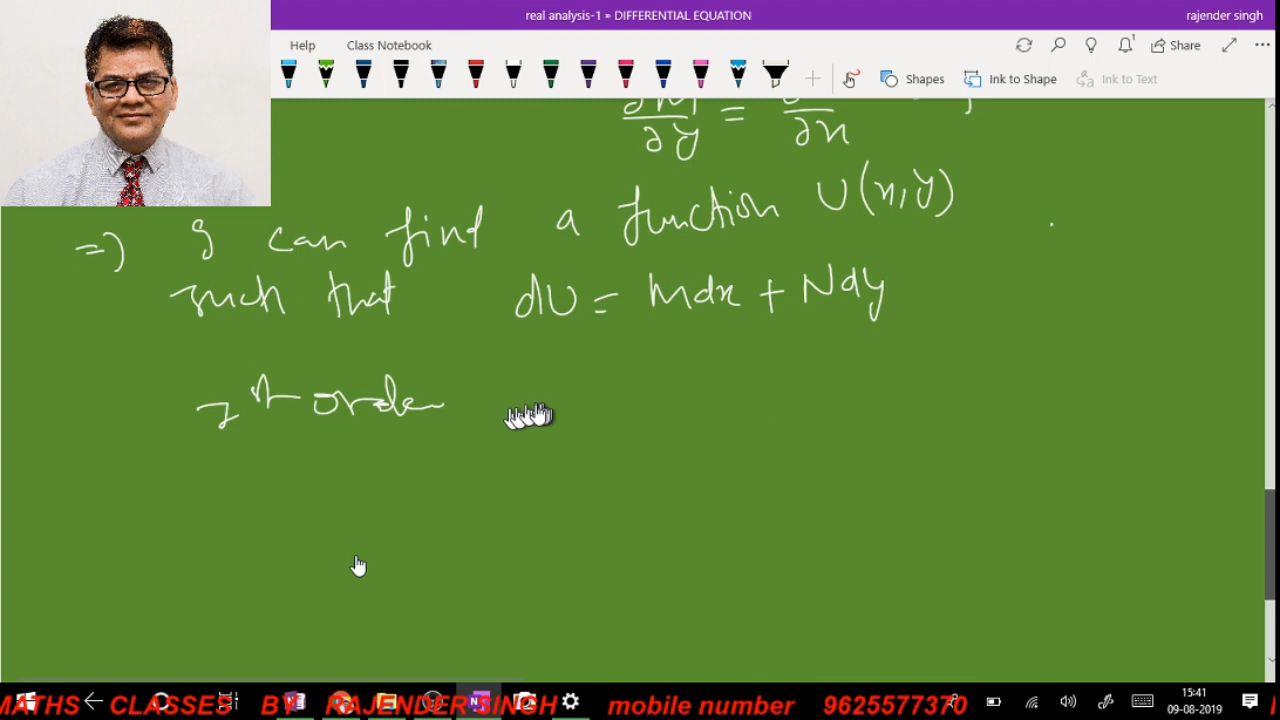 real analysis-1 » DIFFERENTIAL EQUATION
rajender singh
Help Class Notebook
Share
Shapes Ink to Shape Ink to Text
∂M/∂y = ∂/∂x
=) I can find a function U(x,y)
such that dU = Mdx + Ndy
th order
MATHS CLASSES BY RAJENDER SINGH mobile number 9625577370
15:41
09-08-2019